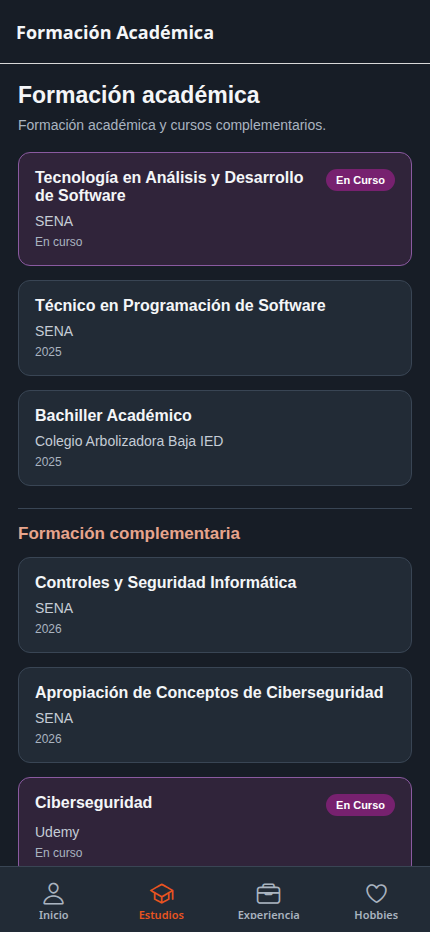 Formación Académica
Formación académica
Formación académica y cursos complementarios.
Tecnología en Análisis y Desarrollo
de Software
En Curso
SENA
En curso
Técnico en Programación de Software
SENA
2025
Bachiller Académico
Colegio Arbolizadora Baja IED
2025
Formación complementaria
Controles y Seguridad Informática
SENA
2026
Apropiación de Conceptos de Ciberseguridad
SENA
2026
Ciberseguridad
En Curso
Udemy
En curso
Inicio
Estudios
Experiencia
Hobbies